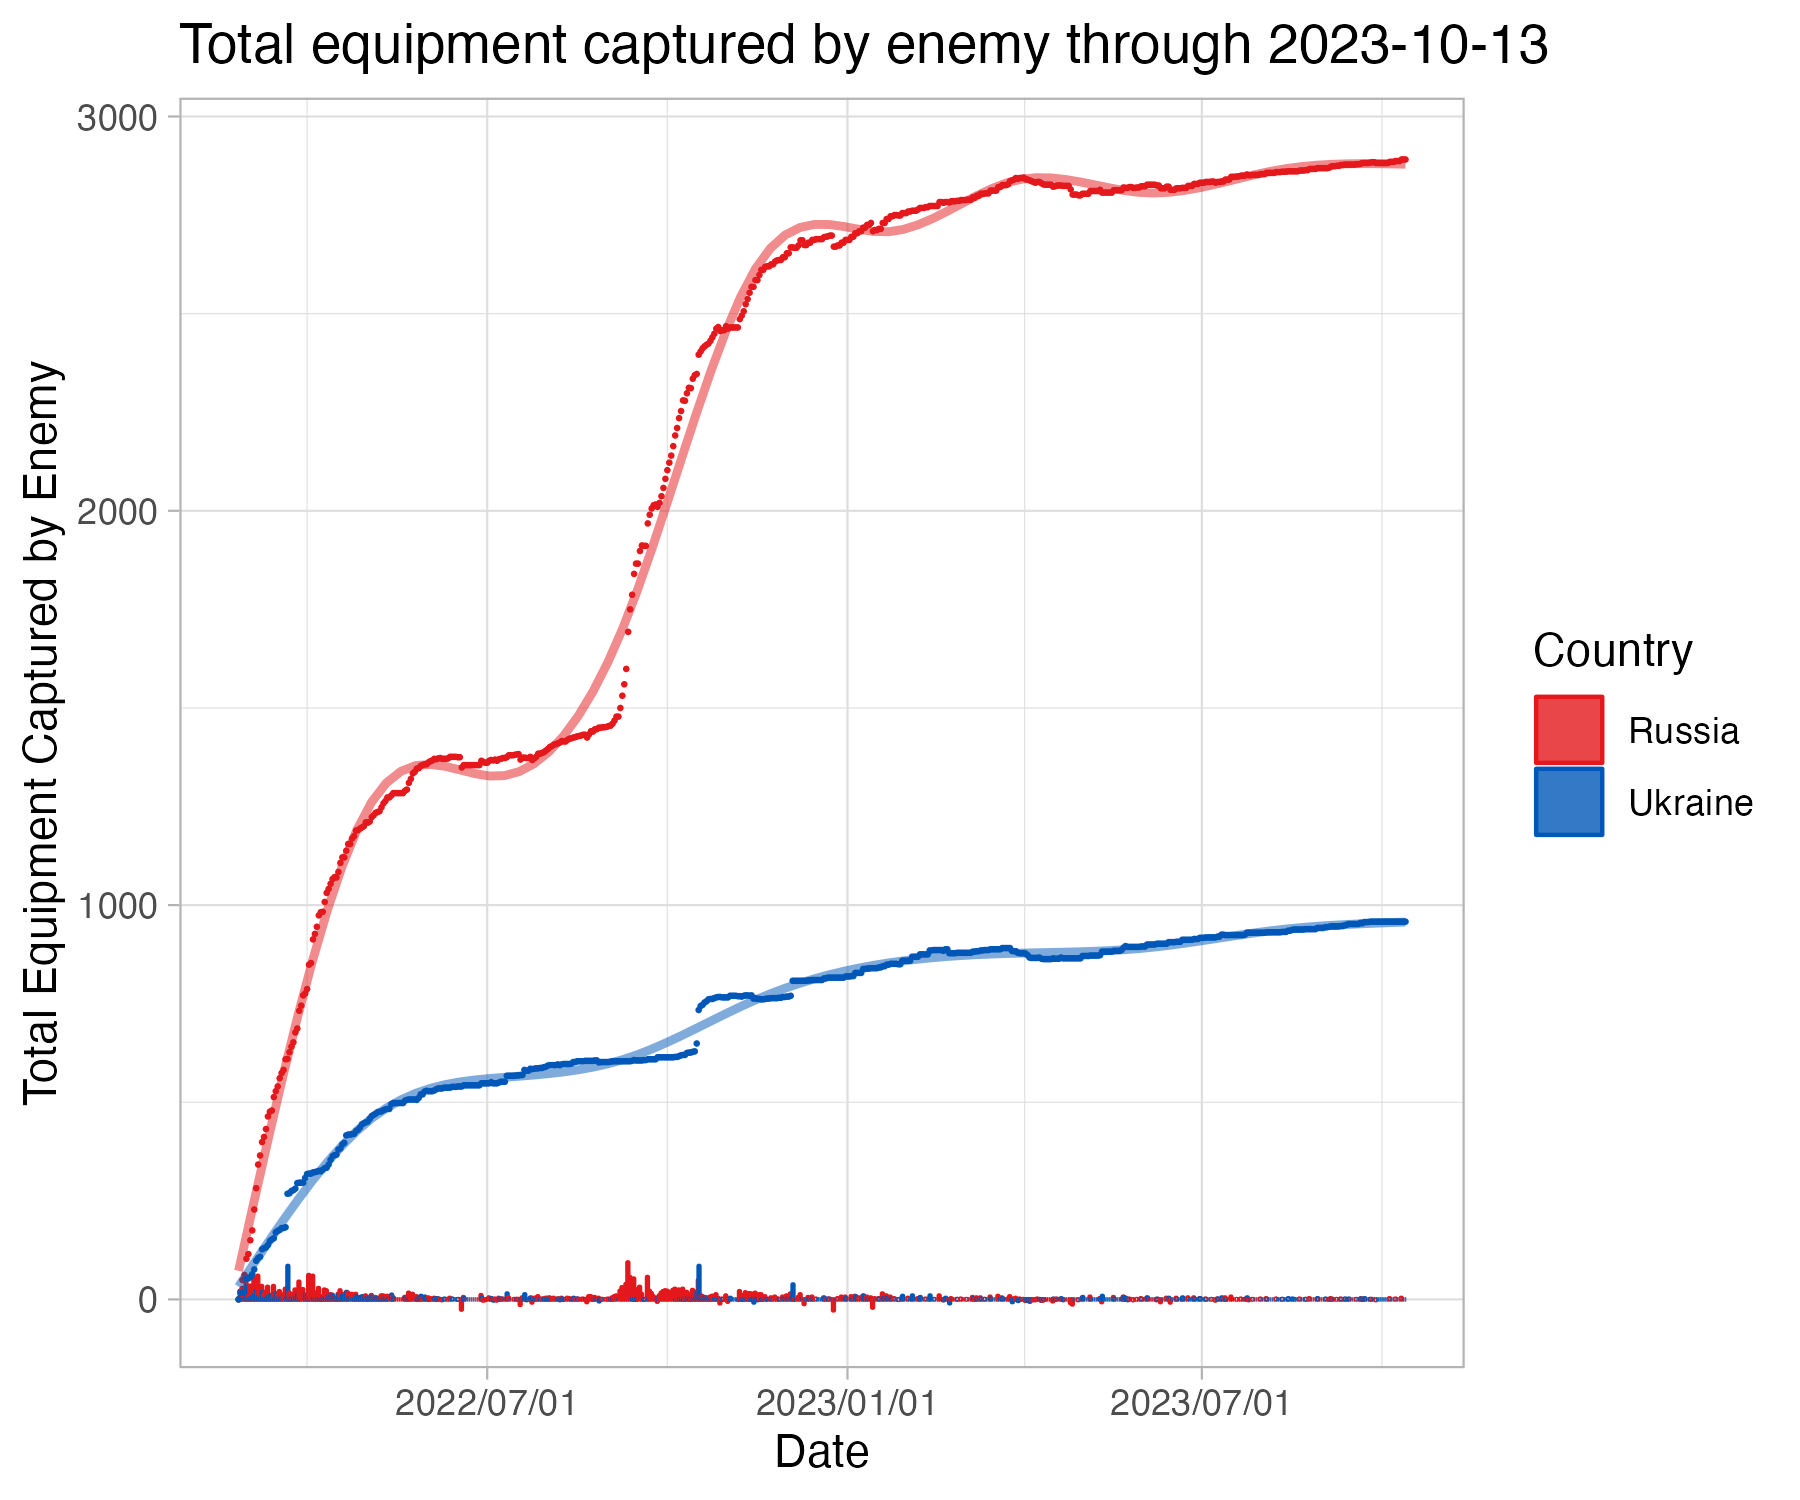 Total equipment captured by enemy through 2023-10-13
Total Equipment Captured by Enemy
3000
2000
1000
0
2022/07/01
2023/01/01
2023/07/01
Date
Country
Russia
Ukraine